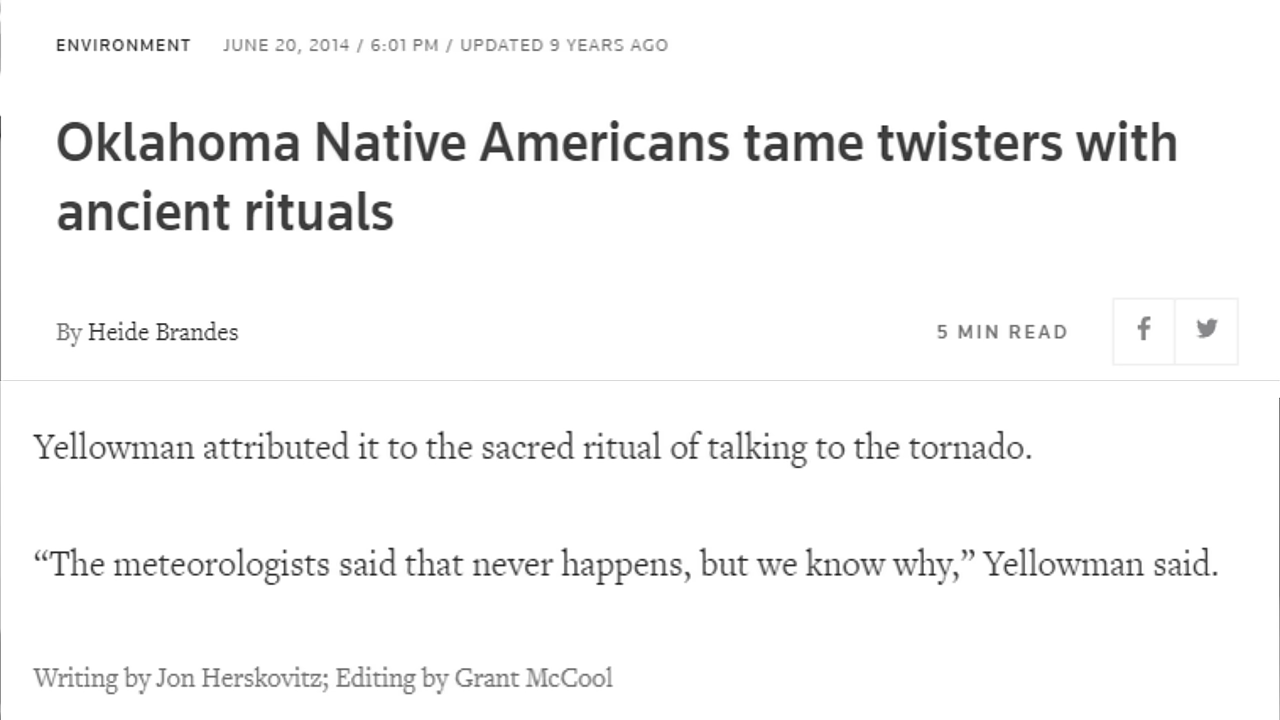 ENVIRONMENT JUNE 20, 2014 / 6:01 PM / UPDATED 9 YEARS AGO
Oklahoma Native Americans tame twisters with
ancient rituals
By Heide Brandes 5 MIN READ
Yellowman attributed it to the sacred ritual of talking to the tornado.
“The meteorologists said that never happens, but we know why,” Yellowman said.
Writing by Jon Herskovitz; Editing by Grant McCool